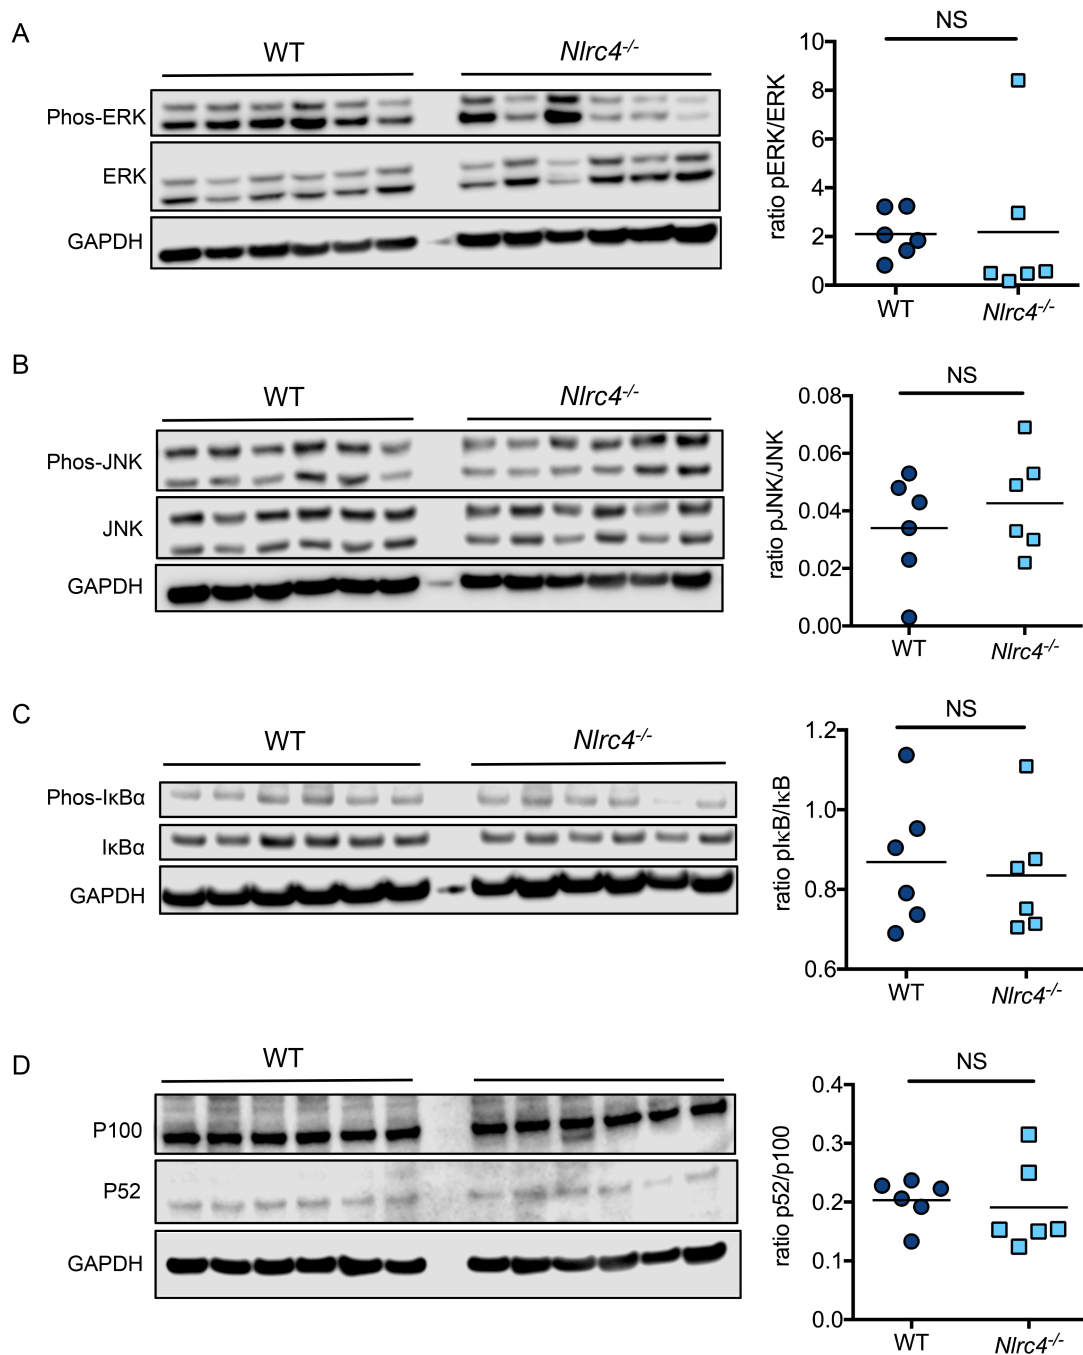 A
WT
Nlrc4-/-
Phos-ERK
ERK
GAPDH
NS
ratio pERK/ERK
10
8
6
4
2
0
WT
Nlrc4-/-
B
WT
Nlrc4-/-
Phos-JNK
JNK
GAPDH
NS
ratio pJNK/JNK
0.08
0.06
0.04
0.02
0.00
WT
Nlrc4-/-
C
WT
Nlrc4-/-
Phos-IκBα
IκBα
GAPDH
NS
ratio pIκB/IκB
1.2
1.0
0.8
0.6
WT
Nlrc4-/-
D
WT
P100
P52
GAPDH
NS
ratio p52/p100
0.4
0.3
0.2
0.1
0.0
WT
Nlrc4-/-